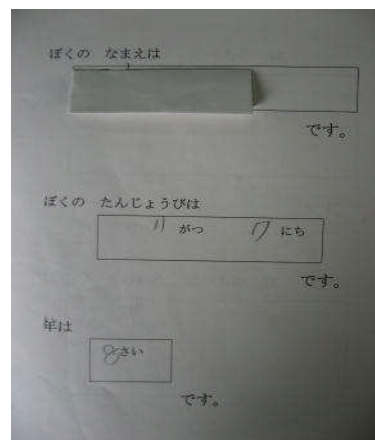 ぼくの なまえは
です。
ぼくの たんじょうびは
11 がつ 17 にち
です。
年は
8さい
です。